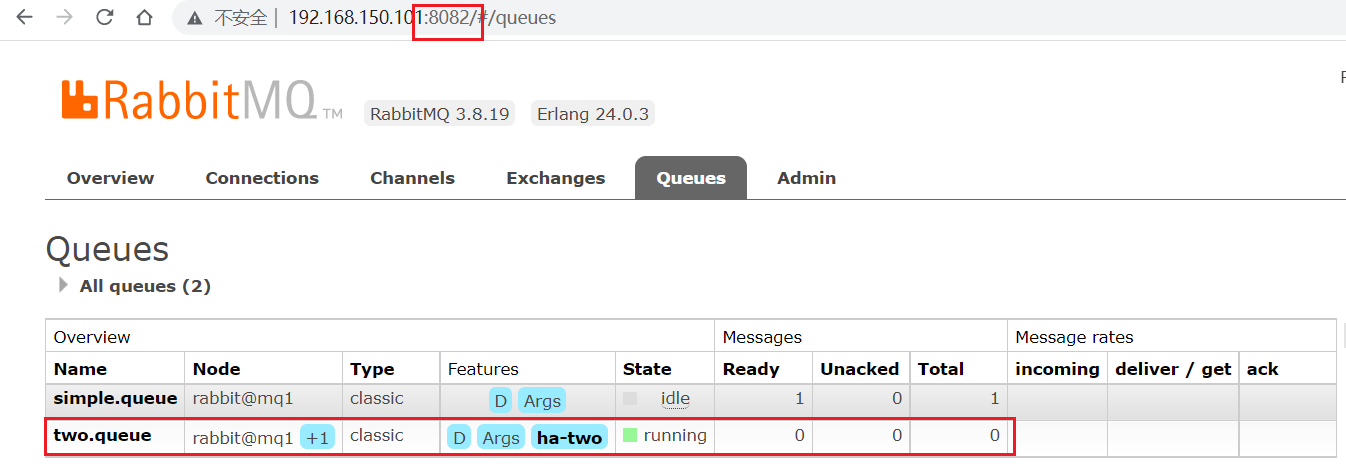 不安全 | 192.168.150.101:8082/#/queues
RabbitMQ TM RabbitMQ 3.8.19 Erlang 24.0.3
Overview Connections Channels Exchanges Queues Admin
Queues
All queues (2)
Overview Messages Message rates
Name Node Type Features State Ready Unacked Total incoming deliver / get ack
simple.queue rabbit@mq1 classic D Args idle 1 0 1
two.queue rabbit@mq1 +1 classic D Args ha-two running 0 0 0